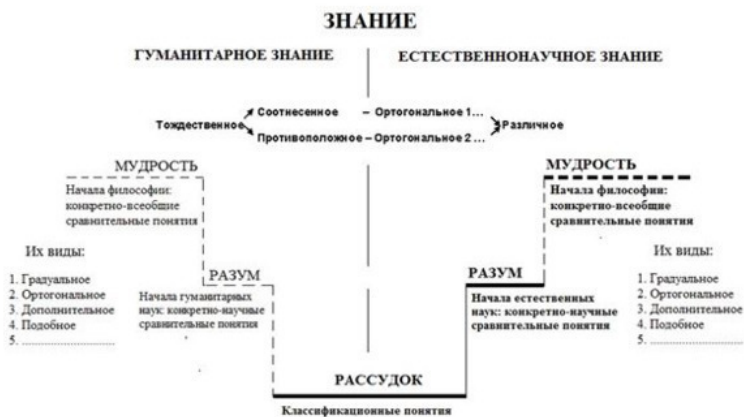 ЗНАНИЕ
ГУМАНИТАРНОЕ ЗНАНИЕ
ЕСТЕСТВЕННОНАУЧНОЕ ЗНАНИЕ
Соотнесенное – Ортогональное 1...
Тождественное
Различное
Противоположное – Ортогональное 2 ...
МУДРОСТЬ
Начала философии:
конкретно-всеобщие
сравнительные понятия
Их виды:
1. Градуальное
2. Ортогональное
3. Дополнительное
4. Подобное
5. ........................
РАЗУМ
Начала гуманитарных
наук: конкретно-научные
сравнительные понятия
РАССУДОК
Классификационные понятия
РАЗУМ
Начала естественных
наук: конкретно-научные
сравнительные понятия
МУДРОСТЬ
Начала философии:
конкретно-всеобщие
сравнительные понятия
Их виды:
1. Градуальное
2. Ортогональное
3. Дополнительное
4. Подобное
5. ........................